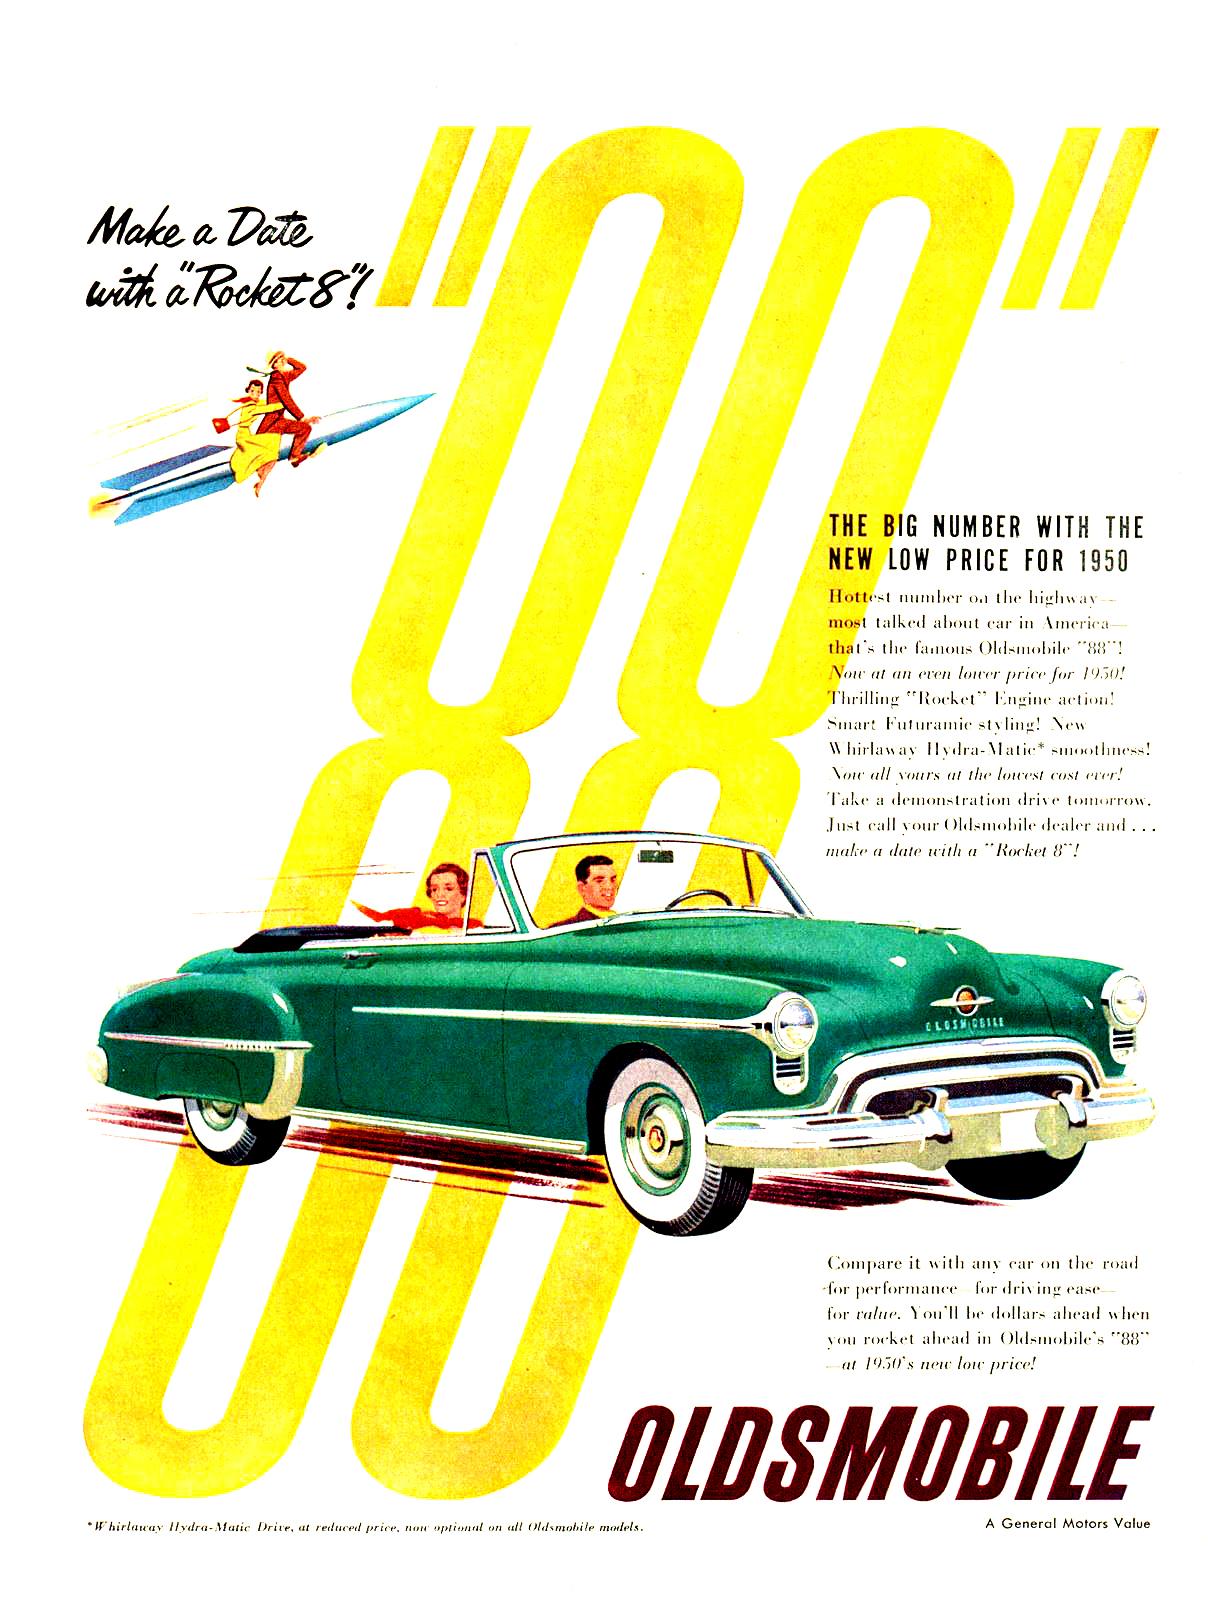 "88"
Make a Date
with a "Rocket 8"!
THE BIG NUMBER WITH THE
NEW LOW PRICE FOR 1950
Hottest number on the highway—
most talked about car in America—
that's the famous Oldsmobile "88"!
Now at an even lower price for 1950!
Thrilling "Rocket" Engine action!
Smart Futuramic styling! New
Whirlaway Hydra-Matic* smoothness!
Now all yours at the lowest cost ever!
Take a demonstration drive tomorrow.
Just call your Oldsmobile dealer and . . .
make a date with a "Rocket 8"!
OLDSMOBILE
Compare it with any car on the road
—for performance—for driving ease—
for value. You'll be dollars ahead when
you rocket ahead in Oldsmobile's "88"
—at 1950's new low price!
OLDSMOBILE
*Whirlaway Hydra-Matic Drive, at reduced price, now optional on all Oldsmobile models.
A General Motors Value